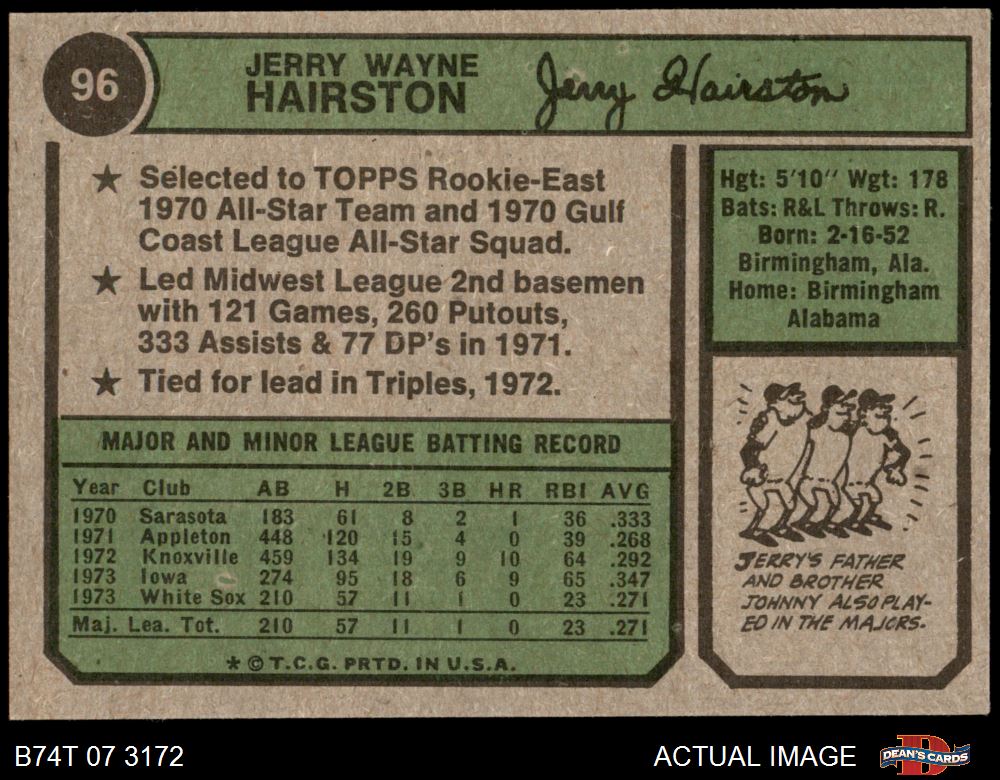 96
JERRY WAYNE
HAIRSTON
Jerry Hairston
★ Selected to TOPPS Rookie-East
1970 All-Star Team and 1970 Gulf
Coast League All-Star Squad.
★ Led Midwest League 2nd basemen
with 121 Games, 260 Putouts,
333 Assists & 77 DP's in 1971.
★ Tied for lead in Triples, 1972.
Hgt: 5'10" Wgt: 178
Bats: R&L Throws: R.
Born: 2-16-52
Birmingham, Ala.
Home: Birmingham
Alabama
MAJOR AND MINOR LEAGUE BATTING RECORD
Year Club AB H 2B 3B HR RBI AVG
1970 Sarasota 183 61 8 2 1 36 .333
1971 Appleton 448 120 15 4 0 39 .268
1972 Knoxville 459 134 19 9 10 64 .292
1973 Iowa 274 95 18 6 9 65 .347
1973 White Sox 210 57 11 1 0 23 .271
Maj. Lea. Tot. 210 57 11 1 0 23 .271
* © T.C.G. PRTD. IN U.S.A.
JERRY'S FATHER
AND BROTHER
JOHNNY ALSO PLAY-
ED IN THE MAJORS.
B74T 07 3172
ACTUAL IMAGE
D
DEAN'S CARDS